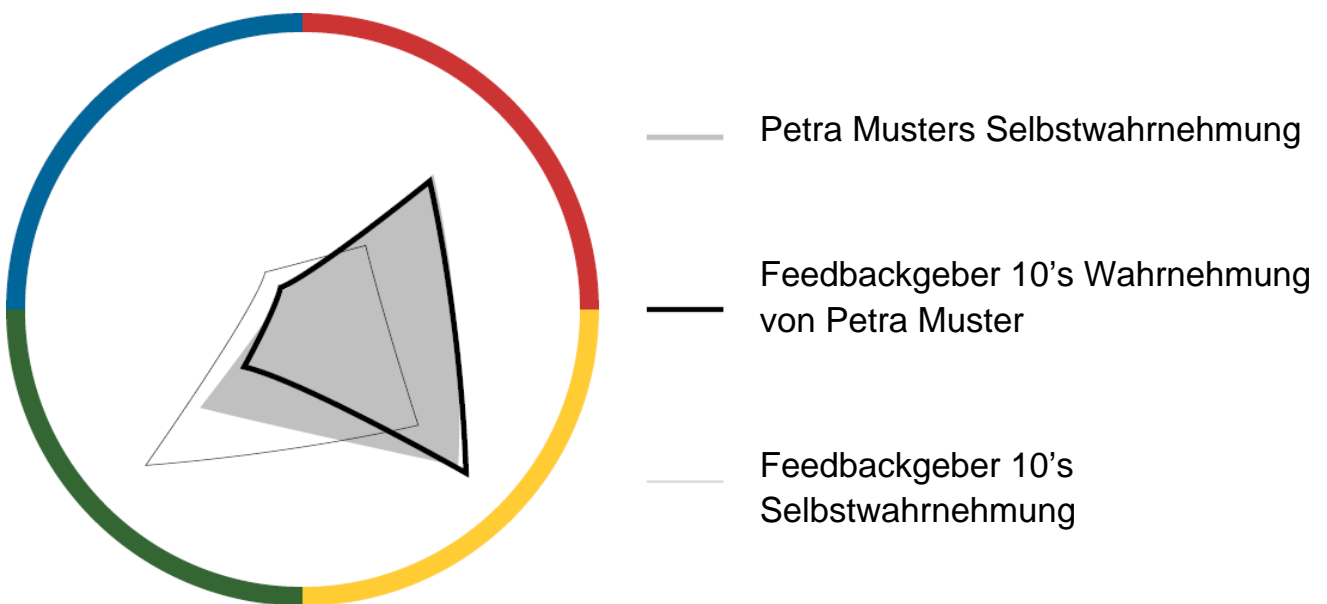 Petra Musters Selbstwahrnehmung
Feedbackgeber 10’s Wahrnehmung
von Petra Muster
Feedbackgeber 10’s
Selbstwahrnehmung